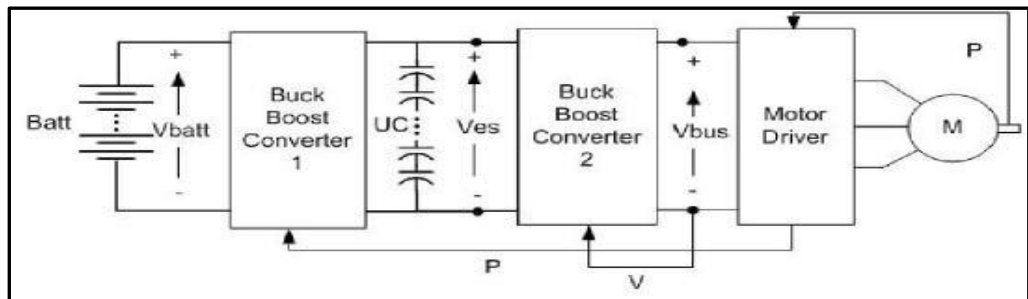 Batt
+
Vbatt
-
Buck
Boost
Converter
1
UC
+
Ves
-
Buck
Boost
Converter
2
+
Vbus
-
Motor
Driver
P
M
P
V